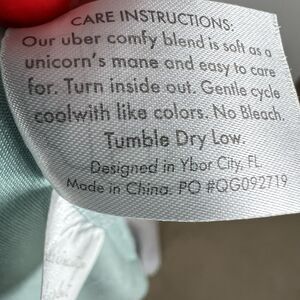 CARE INSTRUCTIONS:
Our uber comfy blend is soft as a
unicorn's mane and easy to care
for. Turn inside out. Gentle cycle
coolwith like colors. No Bleach.
Tumble Dry Low.
Designed in Ybor City, FL
Made in China. PO #QG092719